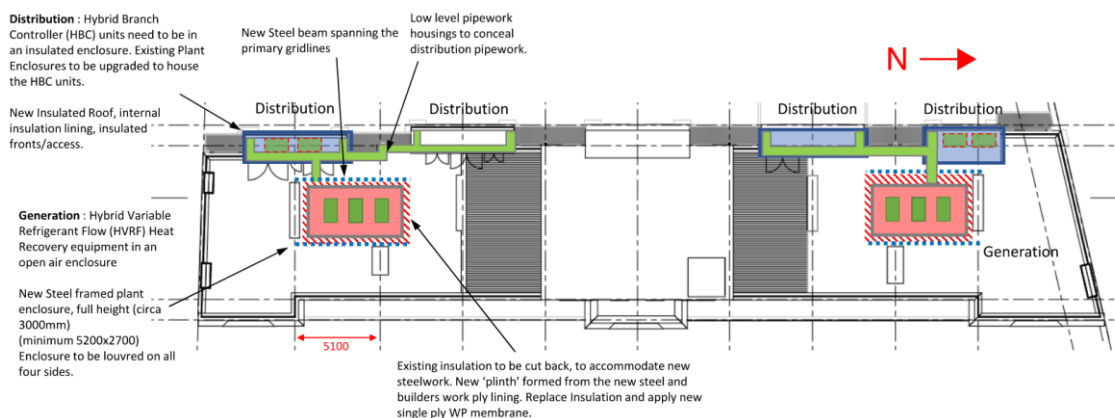 Distribution : Hybrid Branch
Controller (HBC) units need to be in
an insulated enclosure. Existing Plant
Enclosures to be upgraded to house
the HBC units.
New Insulated Roof, internal
insulation lining, insulated
fronts/access.
New Steel beam spanning the
primary gridlines
Low level pipework
housings to conceal
distribution pipework.
N
Distribution
Distribution
Distribution
Distribution
Generation : Hybrid Variable
Refrigerant Flow (HVRF) Heat
Recovery equipment in an
open air enclosure
New Steel framed plant
enclosure, full height (circa
3000mm)
(minimum 5200x2700)
Enclosure to be louvred on all
four sides.
Generation
5100
Existing insulation to be cut back, to accommodate new
steelwork. New ‘plinth’ formed from the new steel and
builders work ply lining. Replace Insulation and apply new
single ply WP membrane.